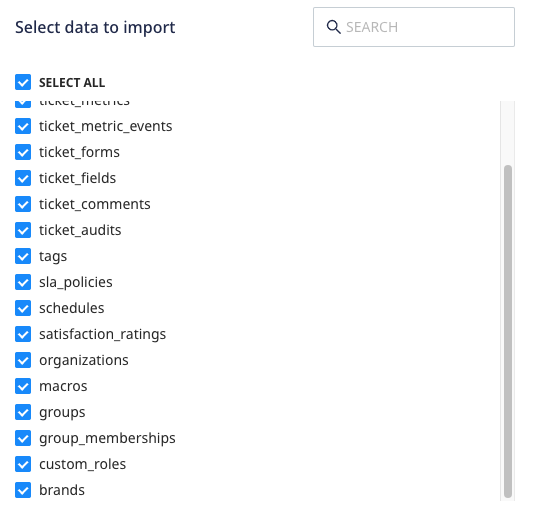 Select data to import
SEARCH
SELECT ALL
ticket_metrics
ticket_metric_events
ticket_forms
ticket_fields
ticket_comments
ticket_audits
tags
sla_policies
schedules
satisfaction_ratings
organizations
macros
groups
group_memberships
custom_roles
brands